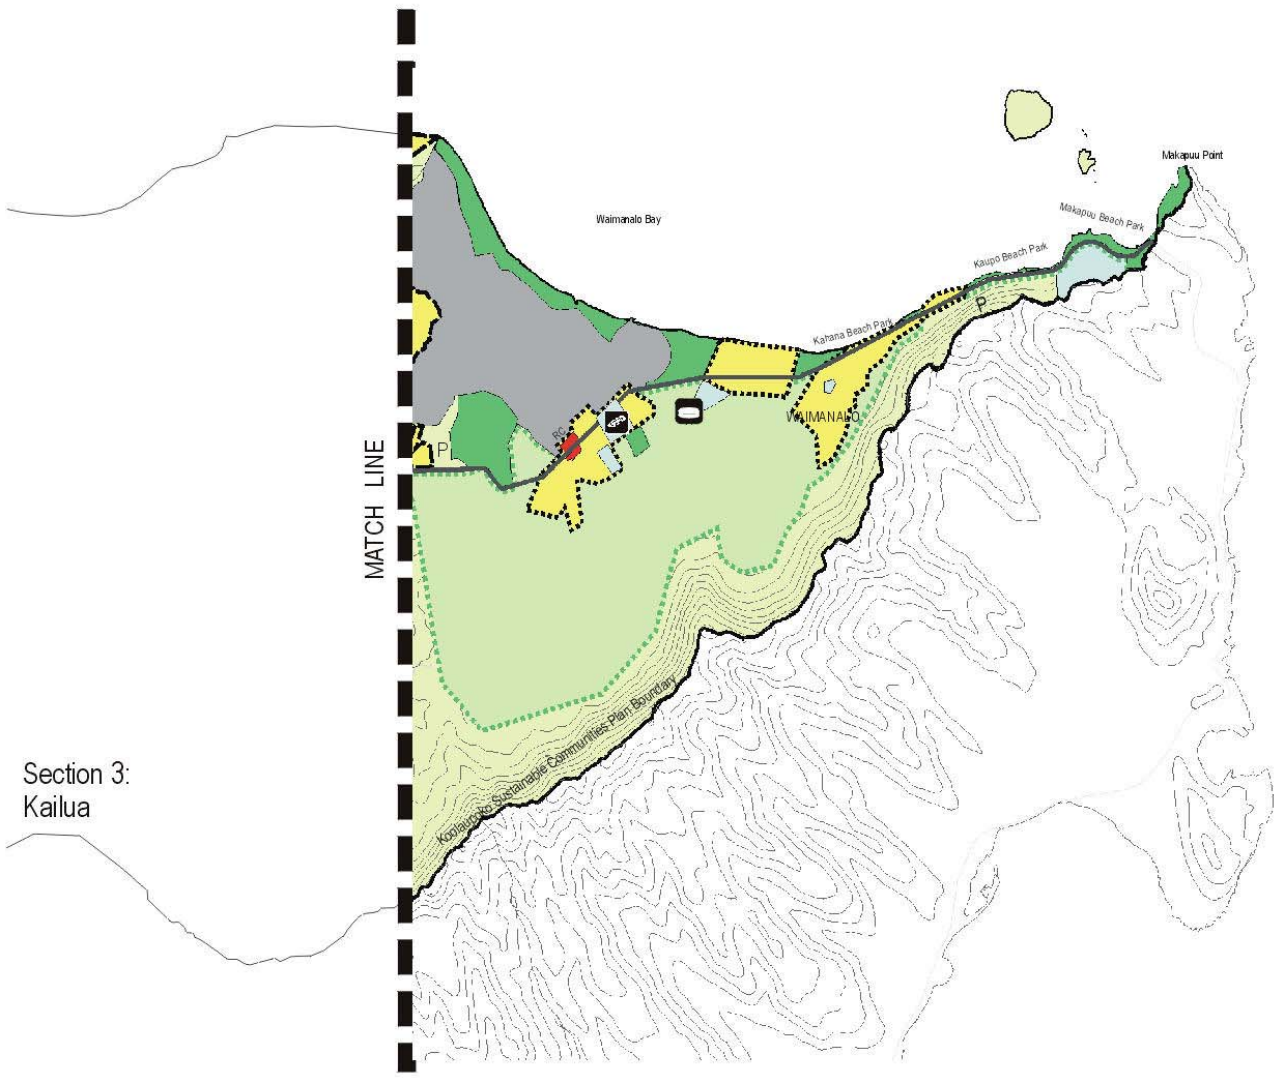 Makapuu Point
Waimanalo Bay
Makapuu Beach Park
Kaupo Beach Park
P
Kahana Beach Park
WAIMANALO
RC
P
MATCH LINE
Koolaupoko Sustainable Communities Plan Boundary
Section 3:
Kailua